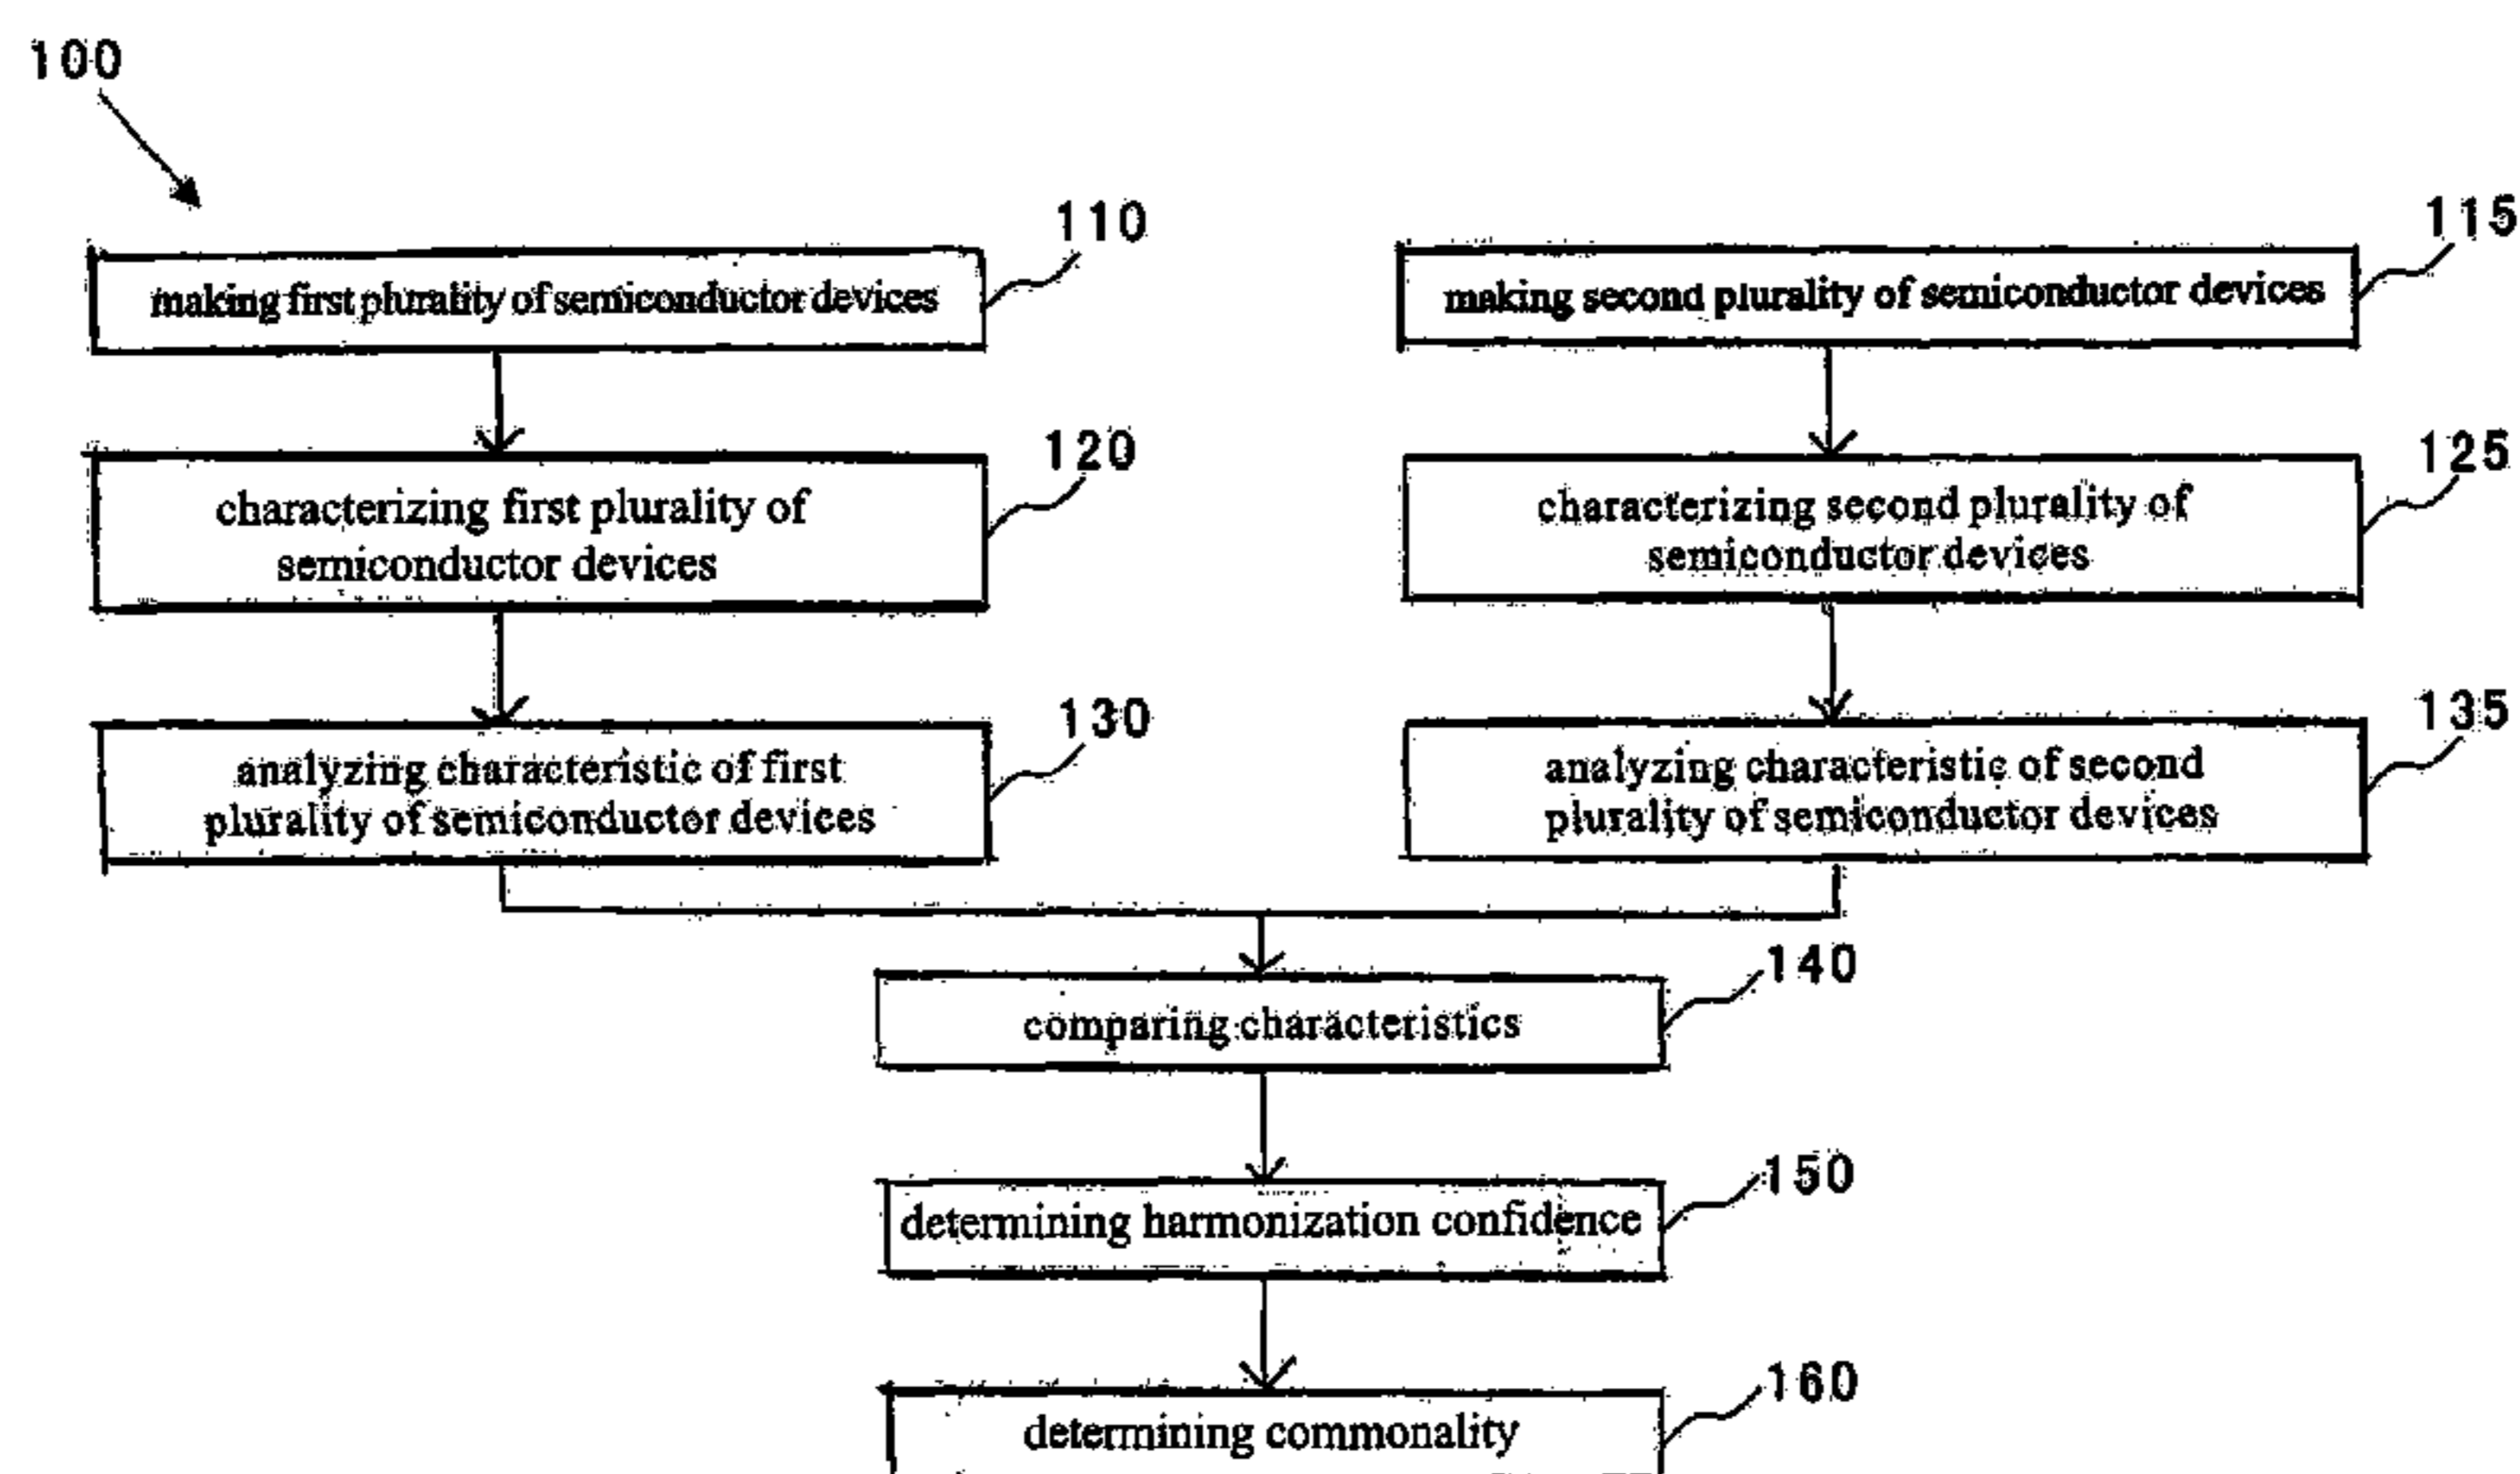 100
110
making first plurality of semiconductor devices
115
making second plurality of semiconductor devices
120
characterizing first plurality of
semiconductor devices
125
characterizing second plurality of
semiconductor devices
130
analyzing characteristic of first
plurality of semiconductor devices
135
analyzing characteristic of second
plurality of semiconductor devices
140
comparing characteristics
150
determining harmonization confidence
160
determining commonality